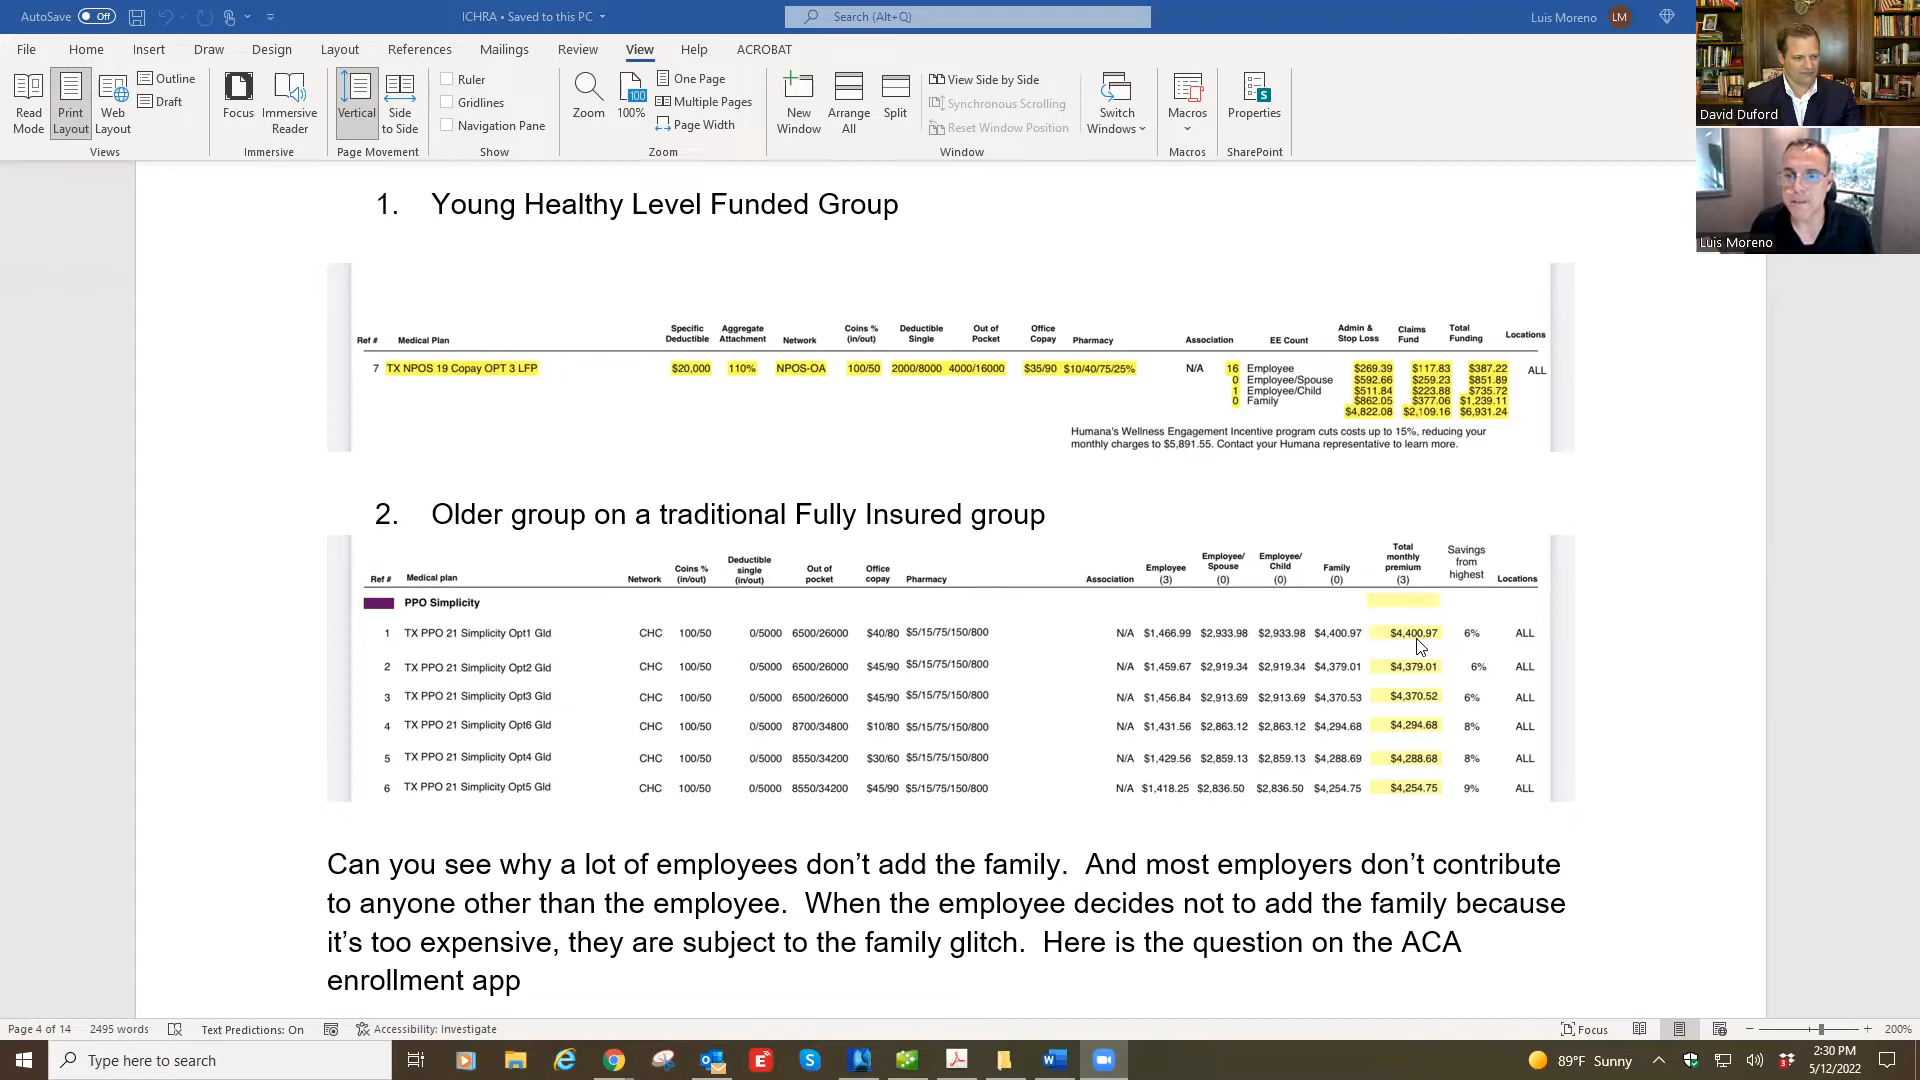 AutoSave Off ICHRA • Saved to this PC Search (Alt+Q) Luis Moreno LM
File Home Insert Draw Design Layout References Mailings Review View Help ACROBAT
Read Mode
Print Layout
Web Layout
Outline
Draft
Views
Focus
Immersive Reader
Immersive
Vertical
Side to Side
Page Movement
Ruler
Gridlines
Navigation Pane
Show
Zoom
100
100%
One Page
Multiple Pages
Page Width
Zoom
New Window
Arrange All
Split
View Side by Side
Synchronous Scrolling
Reset Window Position
Window
Switch Windows
Macros
Macros
Properties
SharePoint
David Duford
Luis Moreno
1. Young Healthy Level Funded Group
Ref # Medical Plan Specific Deductible Aggregate Attachment Network Coins % (in/out) Deductible Single Out of Pocket Office Copay Pharmacy Association EE Count Admin & Stop Loss Claims Fund Total Funding Locations
7 TX NPOS 19 Copay OPT 3 LFP $20,000 110% NPOS-OA 100/50 2000/8000 4000/16000 $35/90 $10/40/75/25% N/A 16 Employee $269.39 $117.83 $387.22 ALL
0 Employee/Spouse $592.66 $259.23 $851.89
1 Employee/Child $511.84 $223.88 $735.72
0 Family $862.05 $377.06 $1,239.11
$4,822.08 $2,109.16 $6,931.24
Humana's Wellness Engagement Incentive program cuts costs up to 15%, reducing your
monthly charges to $5,891.55. Contact your Humana representative to learn more.
2. Older group on a traditional Fully Insured group
Ref # Medical plan Network Coins % (in/out) Deductible single (in/out) Out of pocket Office copay Pharmacy Association Employee (3) Employee/ Spouse (0) Employee/ Child (0) Family (0) Total monthly premium (3) Savings from highest Locations
PPO Simplicity
1 TX PPO 21 Simplicity Opt1 Gld CHC 100/50 0/5000 6500/26000 $40/80 $5/15/75/150/800 N/A $1,466.99 $2,933.98 $2,933.98 $4,400.97 $4,400.97 6% ALL
2 TX PPO 21 Simplicity Opt2 Gld CHC 100/50 0/5000 6500/26000 $45/90 $5/15/75/150/800 N/A $1,459.67 $2,919.34 $2,919.34 $4,379.01 $4,379.01 6% ALL
3 TX PPO 21 Simplicity Opt3 Gld CHC 100/50 0/5000 6500/26000 $45/90 $5/15/75/150/800 N/A $1,456.84 $2,913.69 $2,913.69 $4,370.53 $4,370.52 6% ALL
4 TX PPO 21 Simplicity Opt6 Gld CHC 100/50 0/5000 8700/34800 $10/80 $5/15/75/150/800 N/A $1,431.56 $2,863.12 $2,863.12 $4,294.68 $4,294.68 8% ALL
5 TX PPO 21 Simplicity Opt4 Gld CHC 100/50 0/5000 8550/34200 $30/60 $5/15/75/150/800 N/A $1,429.56 $2,859.13 $2,859.13 $4,288.69 $4,288.68 8% ALL
6 TX PPO 21 Simplicity Opt5 Gld CHC 100/50 0/5000 8550/34200 $45/90 $5/15/75/150/800 N/A $1,418.25 $2,836.50 $2,836.50 $4,254.75 $4,254.75 9% ALL
Can you see why a lot of employees don't add the family. And most employers don't contribute
to anyone other than the employee. When the employee decides not to add the family because
it's too expensive, they are subject to the family glitch. Here is the question on the ACA
enrollment app
Page 4 of 14 2495 words Text Predictions: On Accessibility: Investigate Focus 200%
Type here to search 89°F Sunny 2:30 PM
5/12/2022